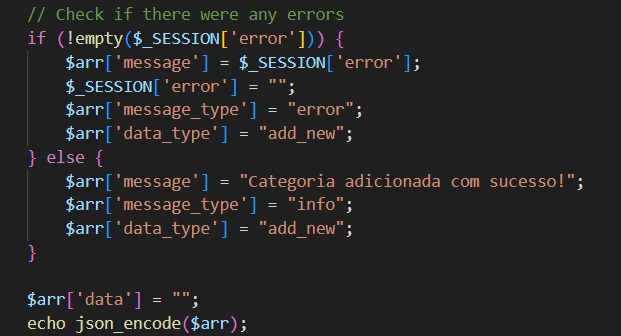 // Check if there were any errors
if (!empty($_SESSION['error'])) {
    $arr['message'] = $_SESSION['error'];
    $_SESSION['error'] = "";
    $arr['message_type'] = "error";
    $arr['data_type'] = "add_new";
} else {
    $arr['message'] = "Categoria adicionada com sucesso!";
    $arr['message_type'] = "info";
    $arr['data_type'] = "add_new";
}

$arr['data'] = "";
echo json_encode($arr);